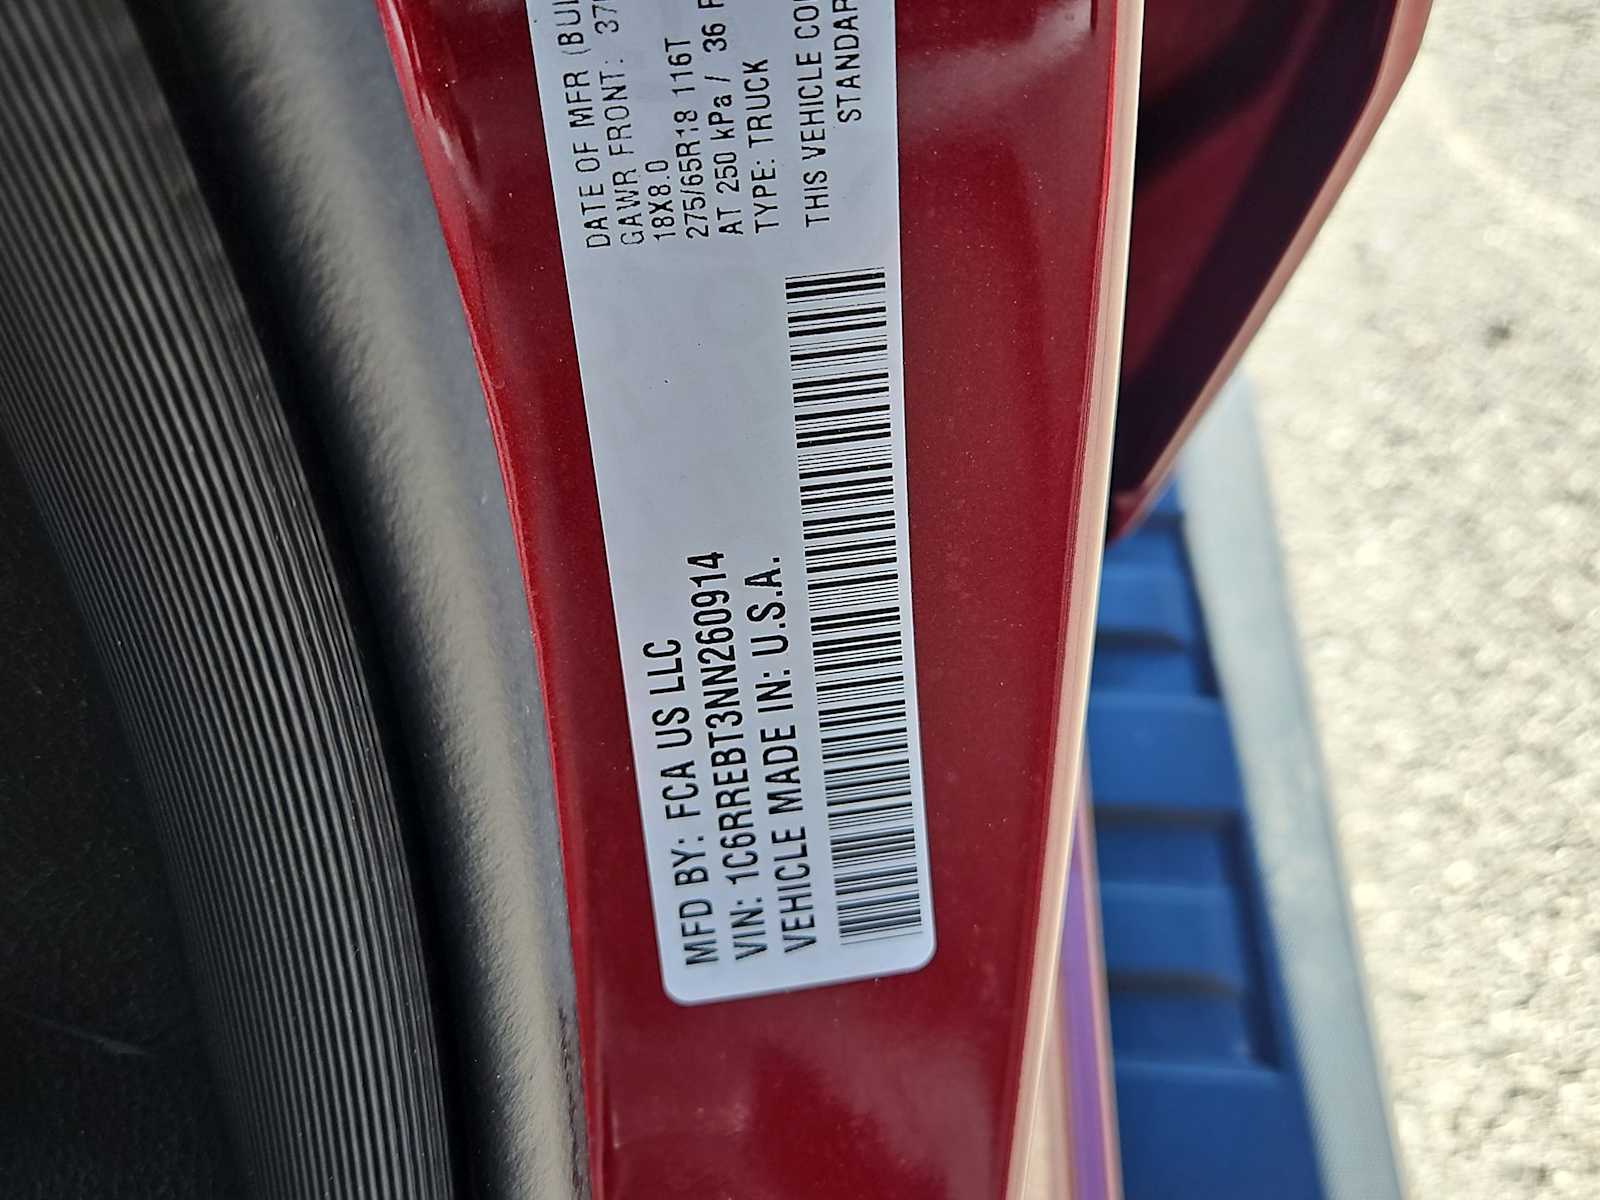 MFD BY: FCA US LLC
VIN: 1C6RREBT3NN260914
VEHICLE MADE IN: U.S.A.
DATE OF MFR
GAWR FRONT:
18X8.0
275/65R18 116T
AT 250 kPa / 36
TYPE: TRUCK
THIS VEHICLE